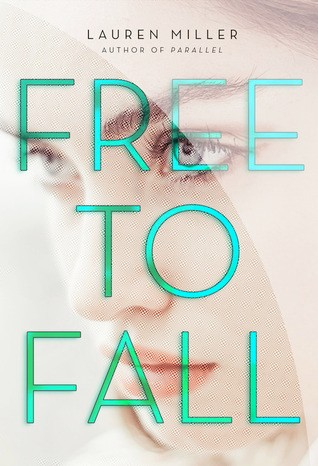 LAUREN MILLER
AUTHOR OF PARALLEL
FREE
TO
FALL